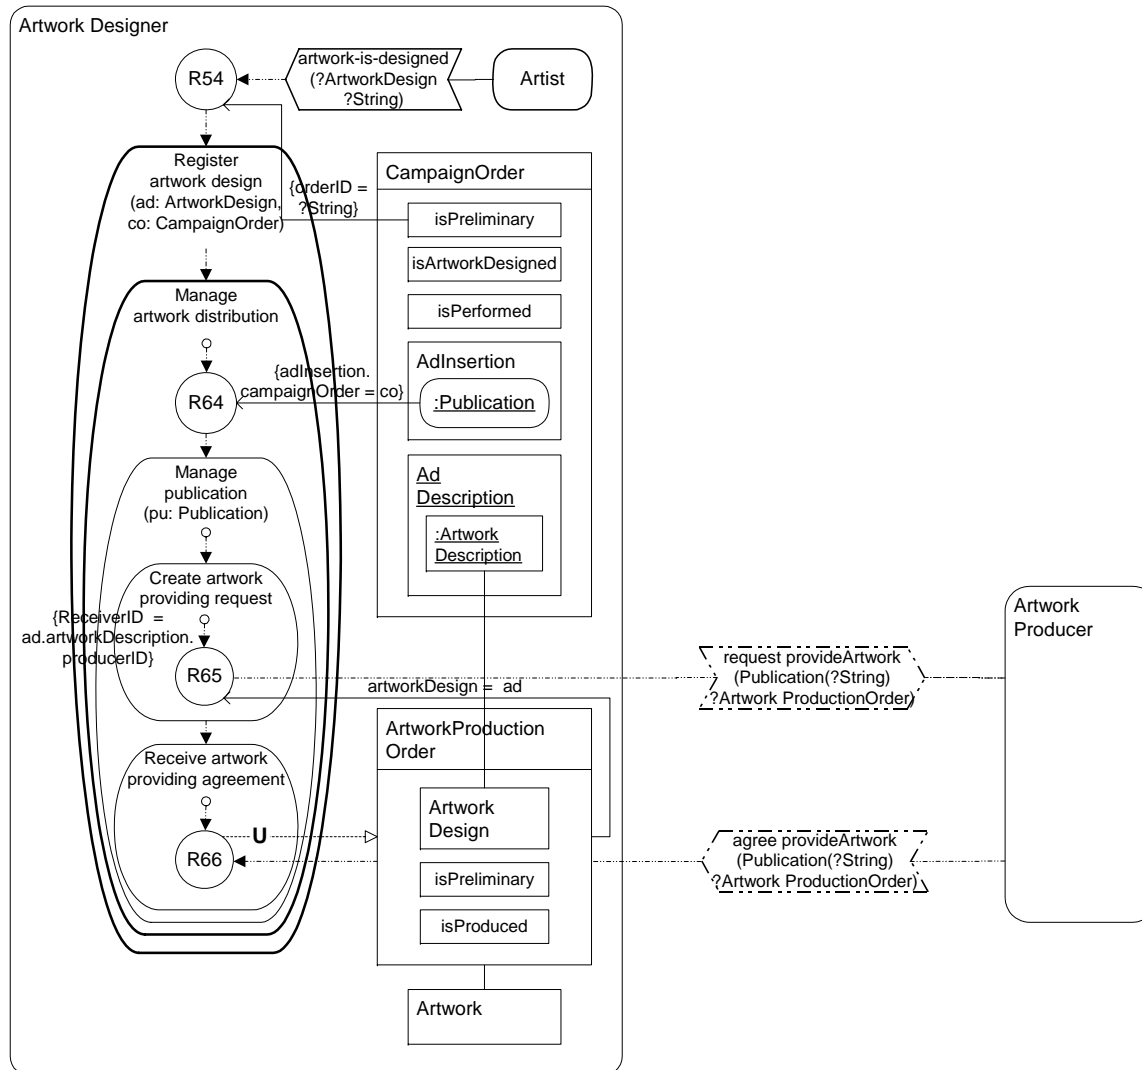 Artwork Designer
R54
artwork-is-designed
(?ArtworkDesign
?String)
Artist
Register
artwork design
(ad: ArtworkDesign,
co: CampaignOrder)
{orderID =
?String}
CampaignOrder
isPreliminary
isArtworkDesigned
isPerformed
Manage
artwork distribution
R64
{adInsertion.
campaignOrder = co}
AdInsertion
:Publication
Manage
publication
(pu: Publication)
Ad
Description
:Artwork
Description
Create artwork
providing request
{ReceiverID =
ad.artworkDescription.
producerID}
R65
artworkDesign = ad
request provideArtwork
(Publication(?String)
?Artwork ProductionOrder)
Artwork
Producer
Receive artwork
providing agreement
R66
U
ArtworkProduction
Order
Artwork
Design
isPreliminary
isProduced
agree provideArtwork
(Publication(?String)
?Artwork ProductionOrder)
Artwork